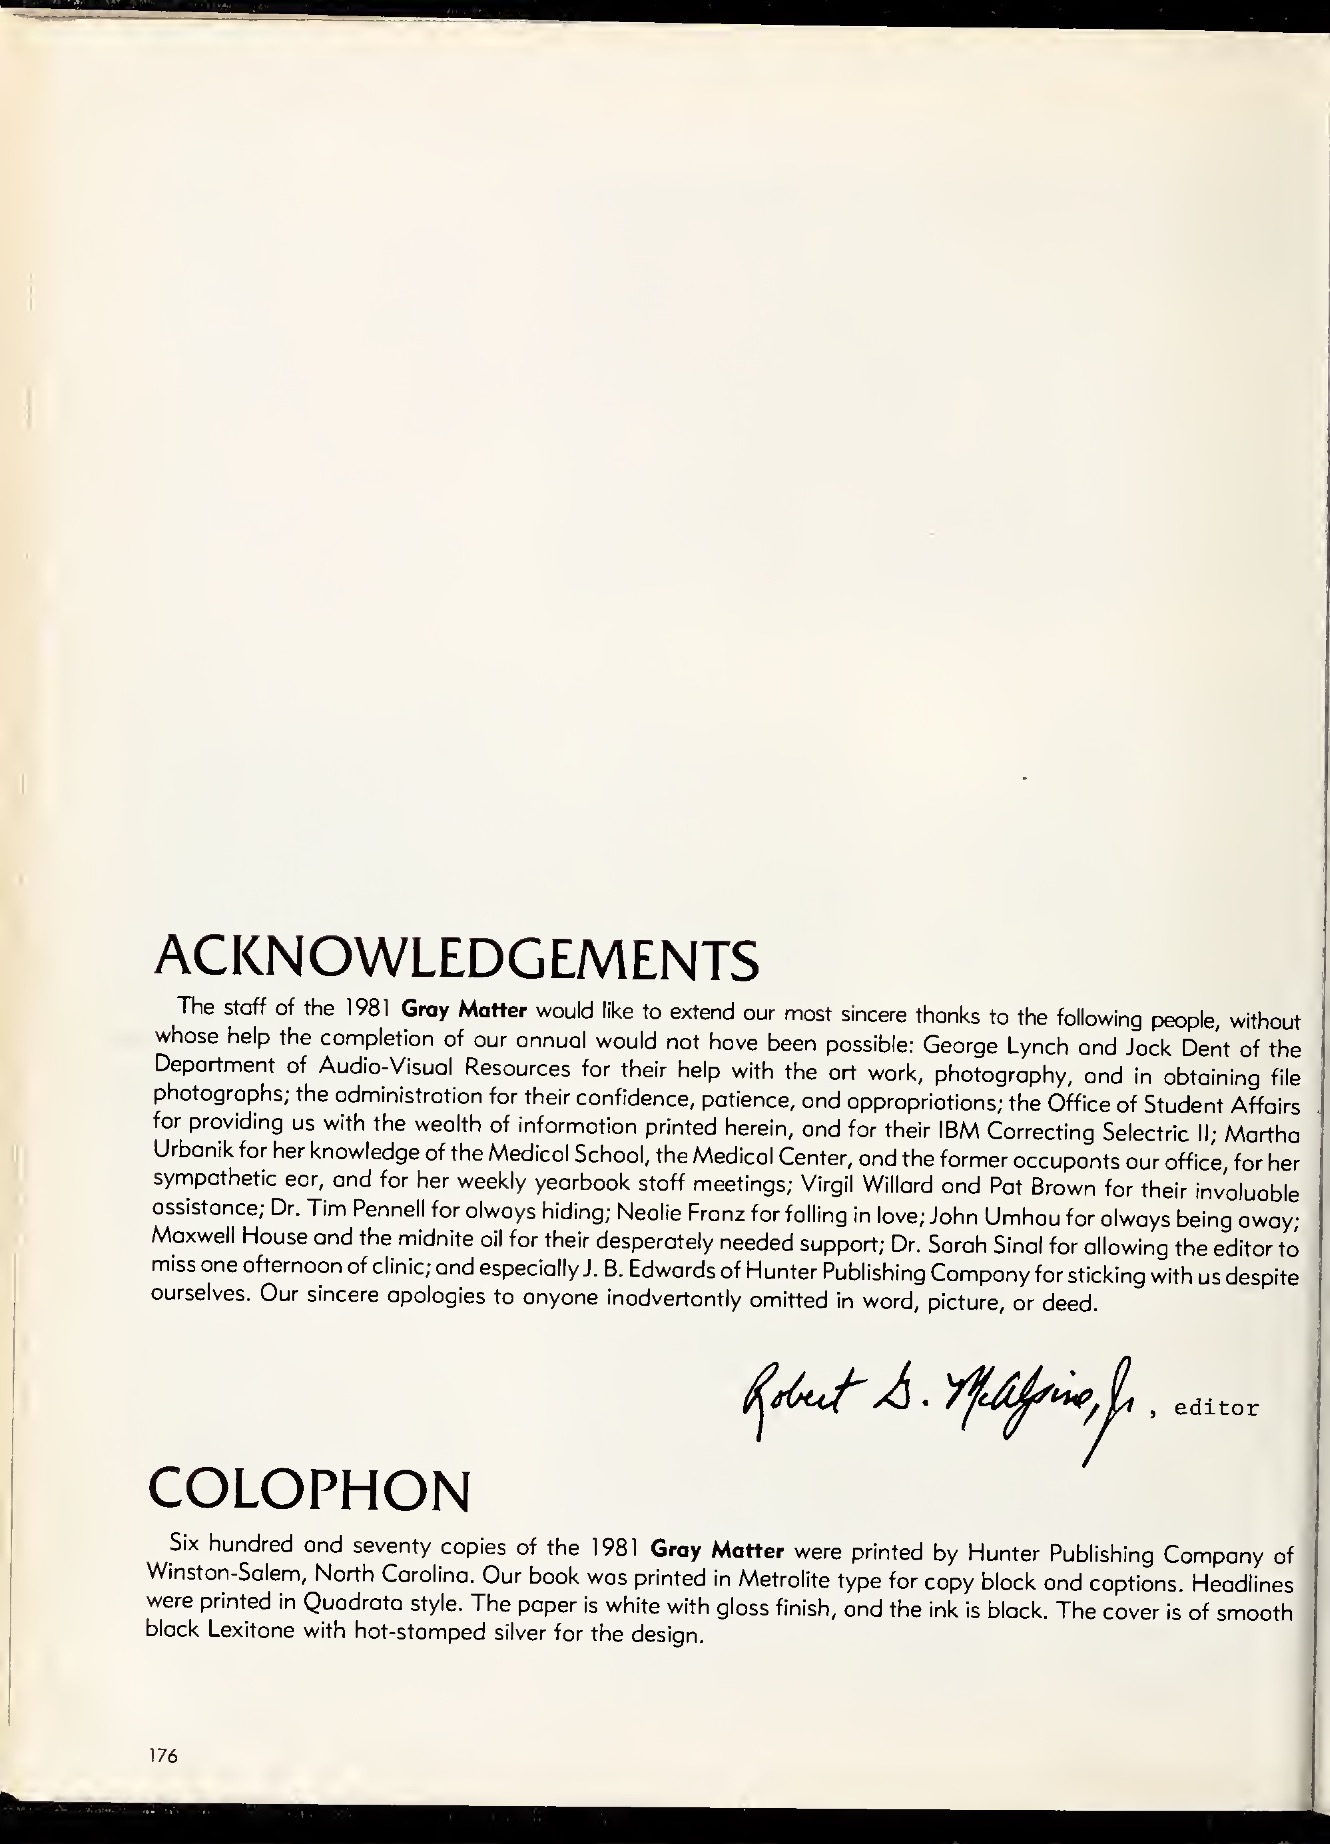 ACKNOWLEDGEMENTS
The staff of the 1981 Gray Matter would like to extend our most sincere thanks to the following people, without
whose help the completion of our annual would not have been possible: George Lynch and Jack Dent of the
Department of Audio-Visual Resources for their help with the art work, photography, and in obtaining file
photographs; the administration for their confidence, patience, and appropriations; the Office of Student Affairs
for providing us with the wealth of information printed herein, and for their IBM Correcting Selectric II; Martha
Urbanik for her knowledge of the Medical School, the Medical Center, and the former occupants our office, for her
sympathetic ear, and for her weekly yearbook staff meetings; Virgil Willard and Pat Brown for their invaluable
assistance; Dr. Tim Pennell for always hiding; Nealie Franz for falling in love; John Umhau for always being away;
Maxwell House and the midnite oil for their desperately needed support; Dr. Sarah Sinal for allowing the editor to
miss one afternoon of clinic; and especially J. B. Edwards of Hunter Publishing Company for sticking with us despite
ourselves. Our sincere apologies to anyone inadvertantly omitted in word, picture, or deed.
Robert G. McAlpine, Jr , editor
COLOPHON
Six hundred and seventy copies of the 1981 Gray Matter were printed by Hunter Publishing Company of
Winston-Salem, North Carolina. Our book was printed in Metrolite type for copy block and captions. Headlines
were printed in Quadrata style. The paper is white with gloss finish, and the ink is black. The cover is of smooth
black Lexitone with hot-stamped silver for the design.
176